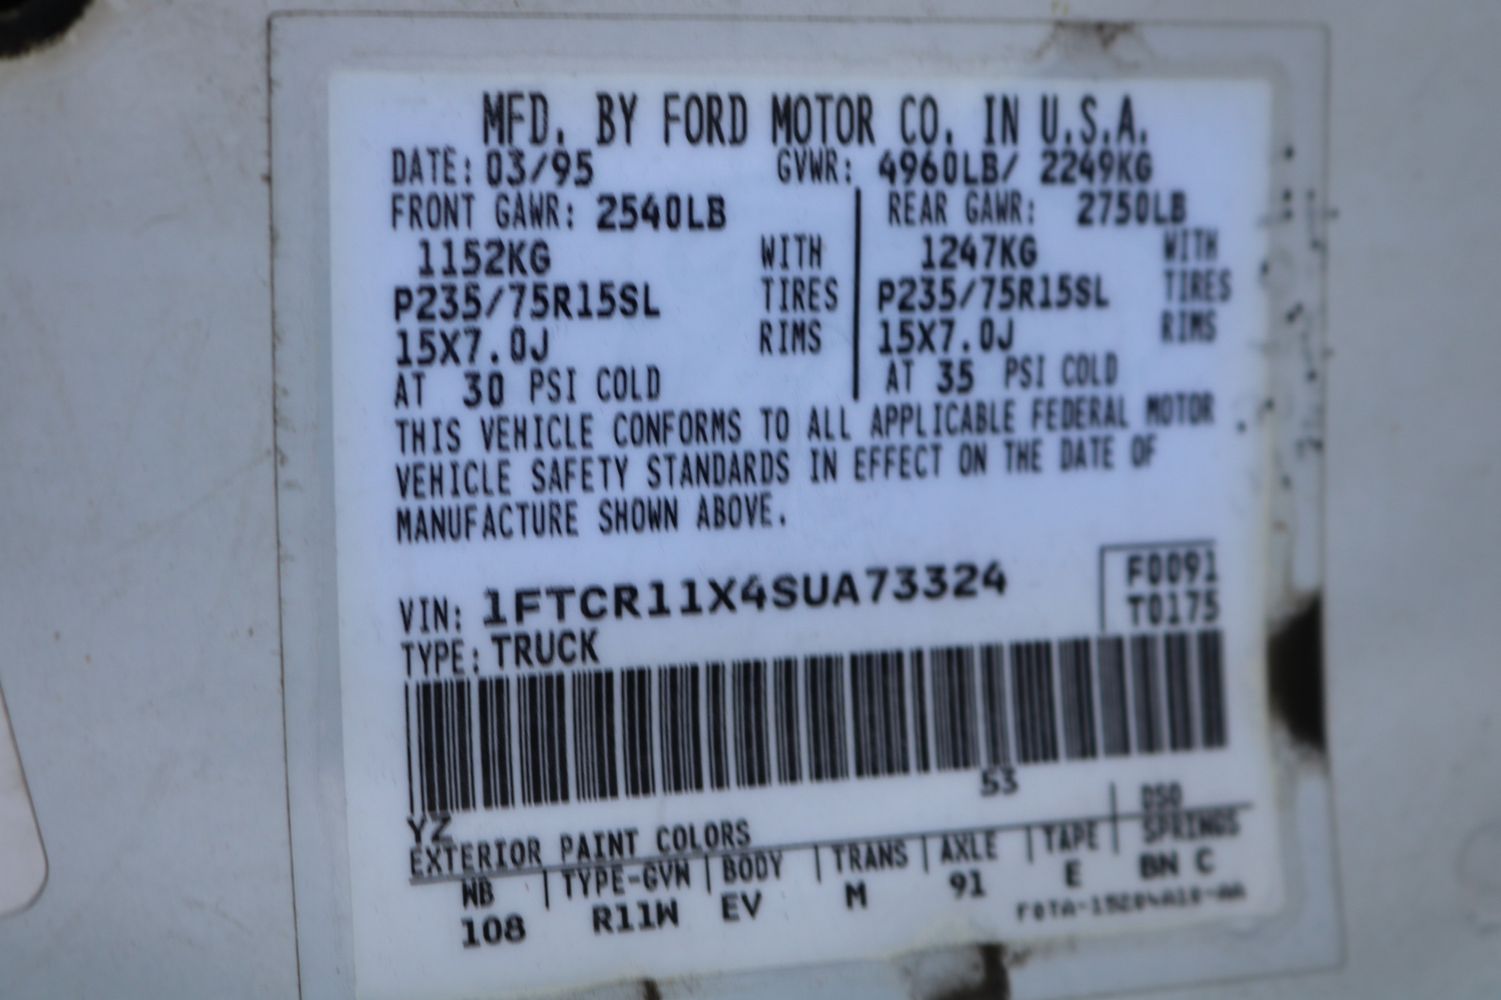 MFD. BY FORD MOTOR CO. IN U.S.A.
DATE: 03/95 GVWR: 4960LB/ 2249KG
FRONT GAWR: 2540LB REAR GAWR: 2750LB
1152KG WITH 1247KG WITH
P235/75R15SL TIRES P235/75R15SL TIRES
15X7.0J RIMS 15X7.0J RIMS
AT 30 PSI COLD AT 35 PSI COLD
THIS VEHICLE CONFORMS TO ALL APPLICABLE FEDERAL MOTOR
VEHICLE SAFETY STANDARDS IN EFFECT ON THE DATE OF
MANUFACTURE SHOWN ABOVE.
F0091
VIN: 1FTCR11X4SUA73324 T0175
TYPE: TRUCK
53
YZ DSO
EXTERIOR PAINT COLORS
WB TYPE-GVW BODY TRANS AXLE TAPE SPRINGS
108 R11W EV M 91 E BN C